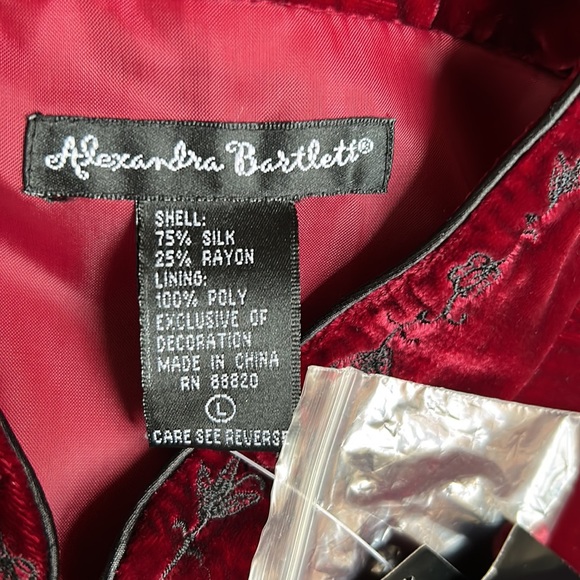 Alexandra Bartlett®
SHELL:
75% SILK
25% RAYON
LINING:
100% POLY
EXCLUSIVE OF
DECORATION
MADE IN CHINA
RN 88820
L
CARE SEE REVERSE